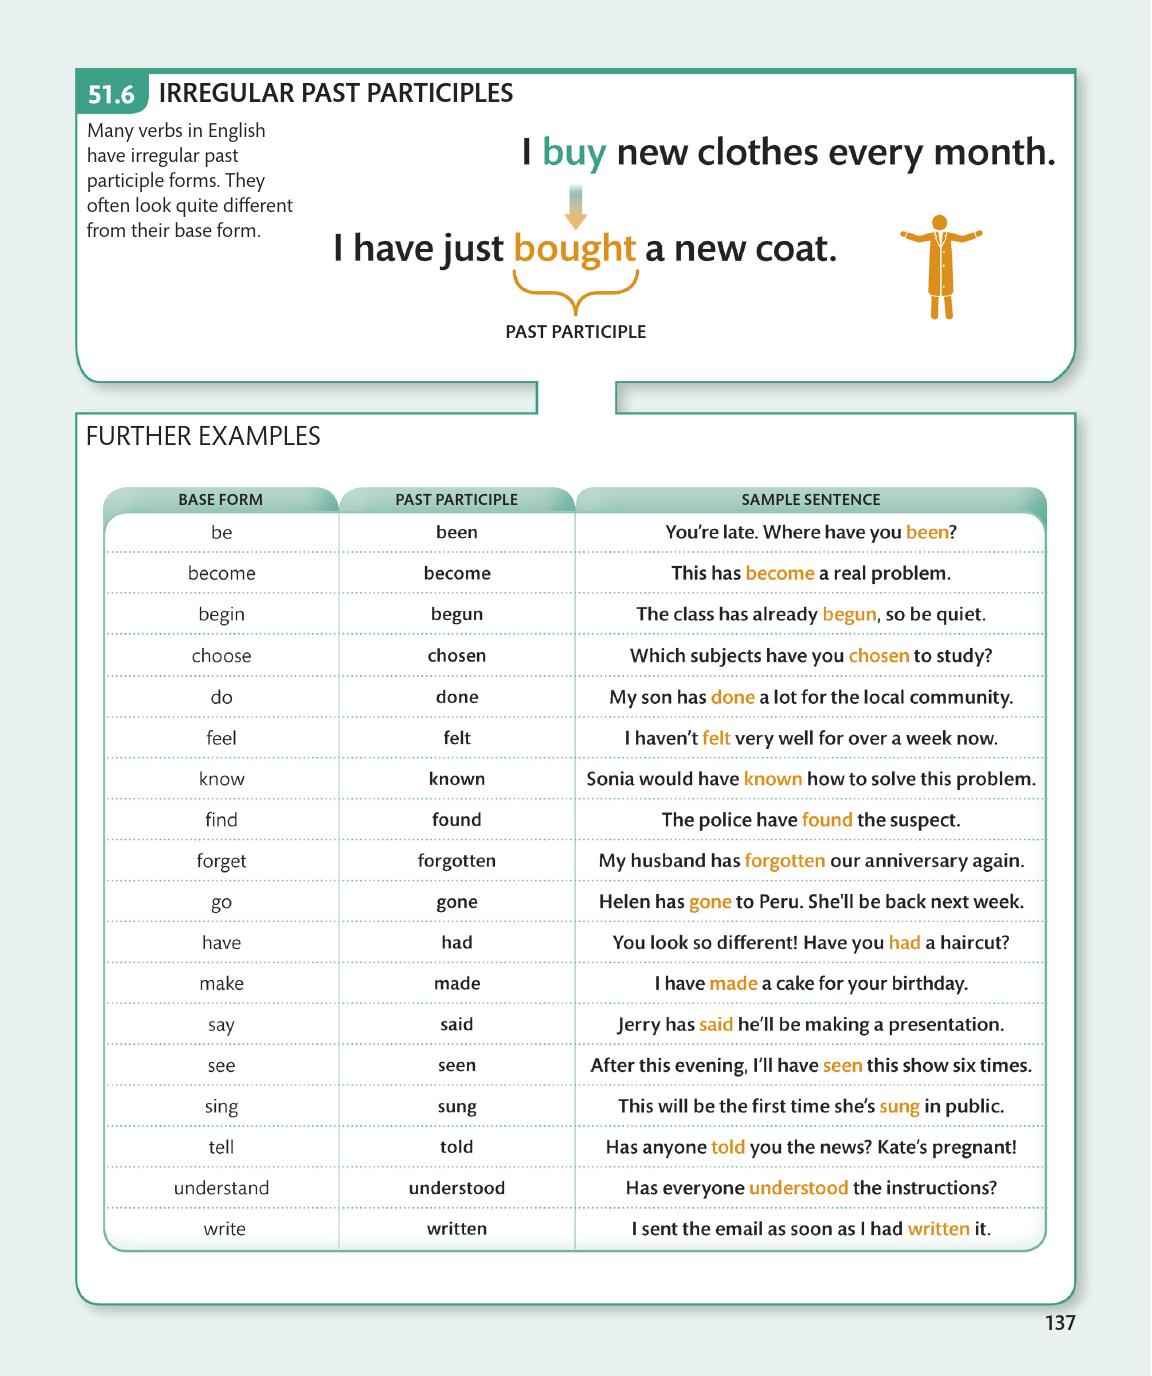 51.6 IRREGULAR PAST PARTICIPLES
Many verbs in English
have irregular past
participle forms. They
often look quite different
from their base form.
I buy new clothes every month.
I have just bought a new coat.
PAST PARTICIPLE
FURTHER EXAMPLES
BASE FORM PAST PARTICIPLE SAMPLE SENTENCE
be been You’re late. Where have you been?
become become This has become a real problem.
begin begun The class has already begun, so be quiet.
choose chosen Which subjects have you chosen to study?
do done My son has done a lot for the local community.
feel felt I haven’t felt very well for over a week now.
know known Sonia would have known how to solve this problem.
find found The police have found the suspect.
forget forgotten My husband has forgotten our anniversary again.
go gone Helen has gone to Peru. She'll be back next week.
have had You look so different! Have you had a haircut?
make made I have made a cake for your birthday.
say said Jerry has said he’ll be making a presentation.
see seen After this evening, I’ll have seen this show six times.
sing sung This will be the first time she’s sung in public.
tell told Has anyone told you the news? Kate’s pregnant!
understand understood Has everyone understood the instructions?
write written I sent the email as soon as I had written it.
137